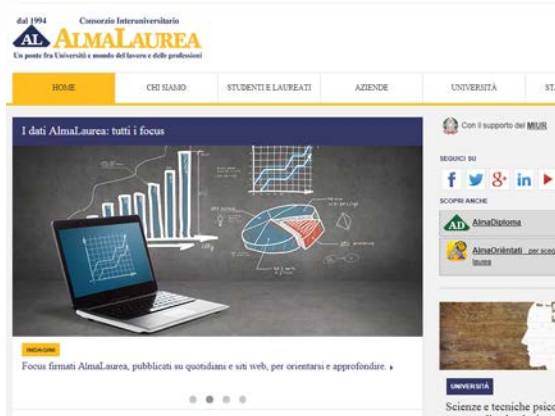 dal 1994 Consorzio Interuniversitario
AL ALMALAUREA
Un ponte fra Università e mondo del lavoro e delle professioni
HOME CHI SIAMO STUDENTI E LAUREATI AZIENDE UNIVERSITÀ
I dati AlmaLaurea: tutti i focus
INDAGINI
Focus firmati AlmaLaurea, pubblicati su quotidiani e siti web, per orientarsi e approfondire.
Con il supporto del MIUR
SEGUICI SU
SCOPRI ANCHE
AD AlmaDiploma
AlmaOrièntati per
laurea
UNIVERSITÀ
Scienze e tecniche